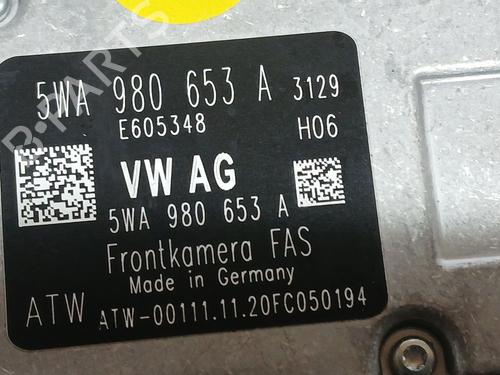 5WA 980 653 A 3129
E605348 H06
VW AG
5WA 980 653 A
Frontkamera FAS
Made in Germany
ATW ATW-00111.11.20FC050194
B-PARTS